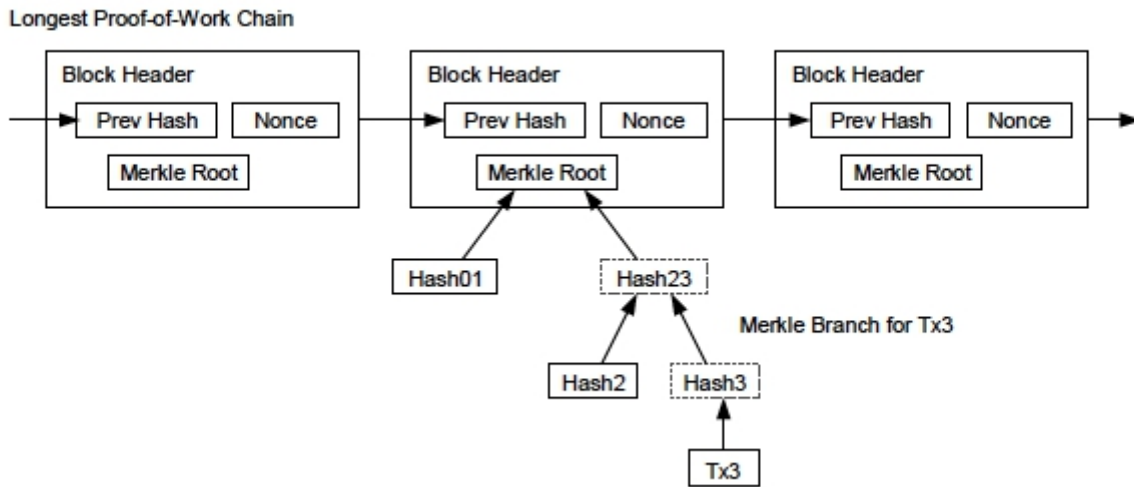 Longest Proof-of-Work Chain
Block Header
Prev Hash
Nonce
Merkle Root
Block Header
Prev Hash
Nonce
Merkle Root
Block Header
Prev Hash
Nonce
Merkle Root
Hash01
Hash23
Merkle Branch for Tx3
Hash2
Hash3
Tx3